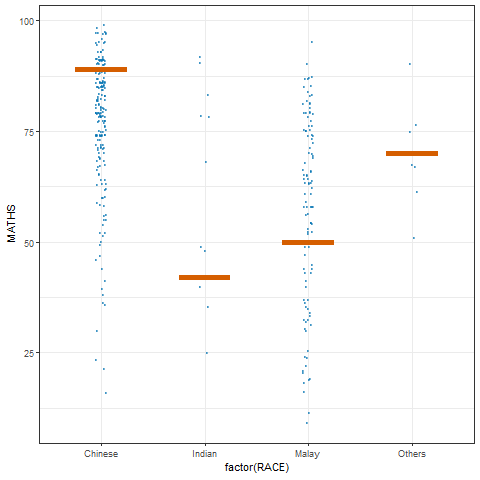 100
75
50
25
MATHS
Chinese
Indian
Malay
Others
factor(RACE)